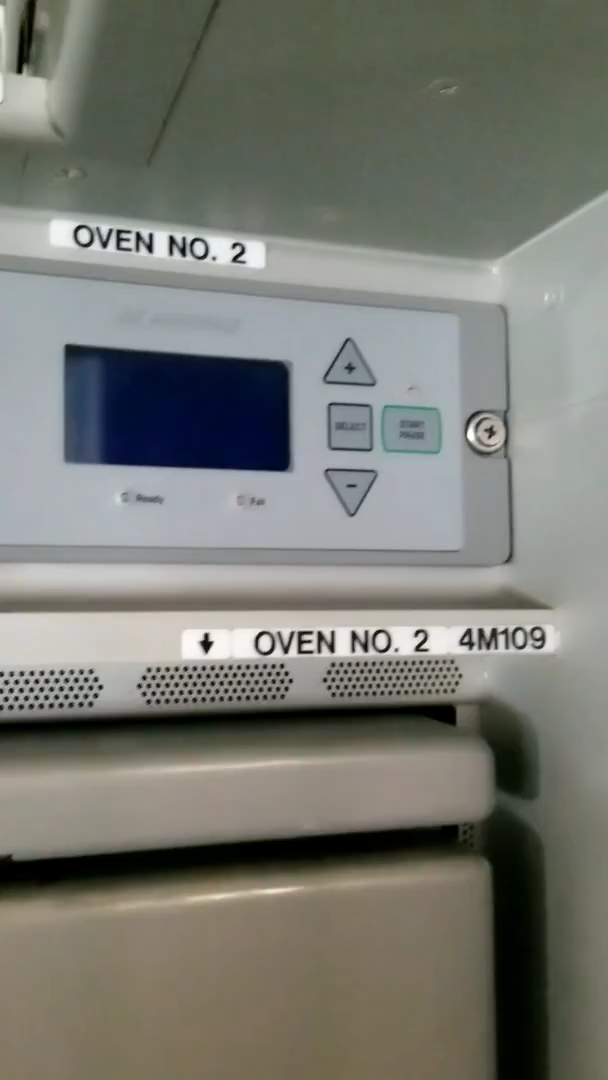 OVEN NO. 2
+
SELECT
START
PAUSE
-
Ready
Fail
↓ OVEN NO. 2 4M109